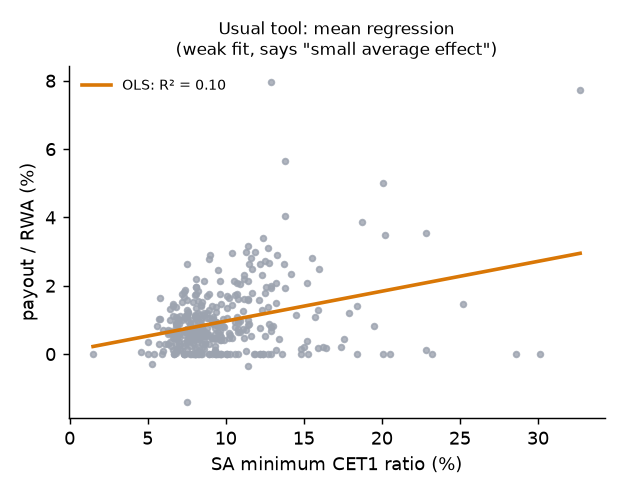 Usual tool: mean regression
(weak fit, says "small average effect")
OLS: R² = 0.10
payout / RWA (%)
8
6
4
2
0
0 5 10 15 20 25 30
SA minimum CET1 ratio (%)